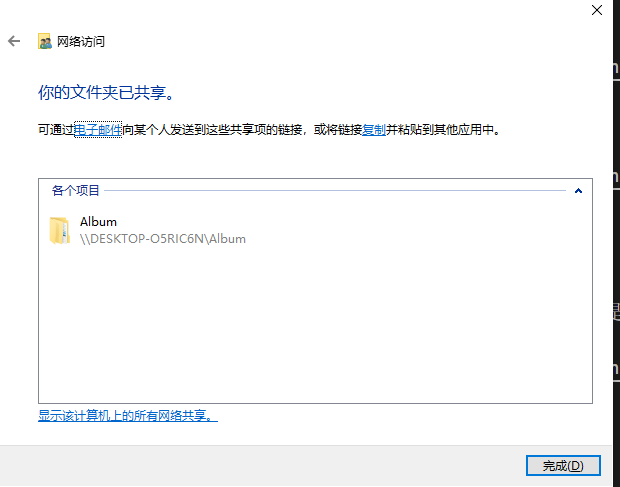 网络访问
你的文件夹已共享。
可通过电子邮件向某个人发送到这些共享项的链接，或将链接复制并粘贴到其他应用中。
各个项目
Album
\\DESKTOP-O5RIC6N\Album
显示该计算机上的所有网络共享。
完成(D)